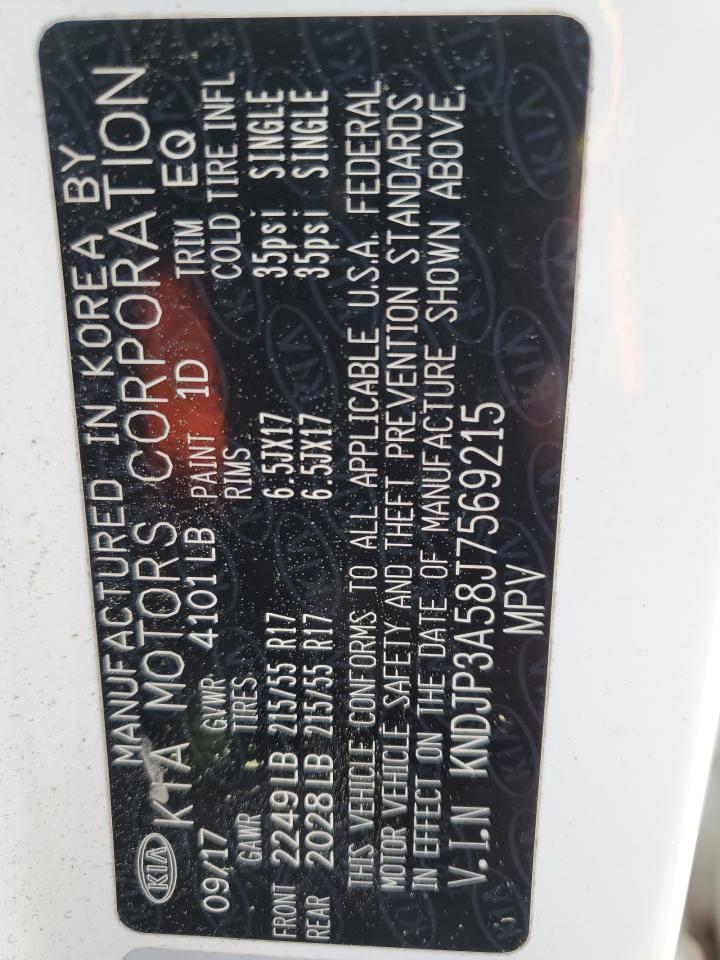 MANUFACTURED IN KOREA BY
KIA KIA MOTORS CORPORATION
09/17 GVWR 4101LB PAINT 1D TRIM EQ
GAWR TIRES RIMS COLD TIRE INFL
FRONT 2249LB 215/55 R17 6.5JX17 35psi SINGLE
REAR 2028LB 215/55 R17 6.5JX17 35psi SINGLE
THIS VEHICLE CONFORMS TO ALL APPLICABLE U.S.A. FEDERAL
MOTOR VEHICLE SAFETY AND THEFT PREVENTION STANDARDS
IN EFFECT ON THE DATE OF MANUFACTURE SHOWN ABOVE.
V.I.N KNDJP3A58J7569215
MPV